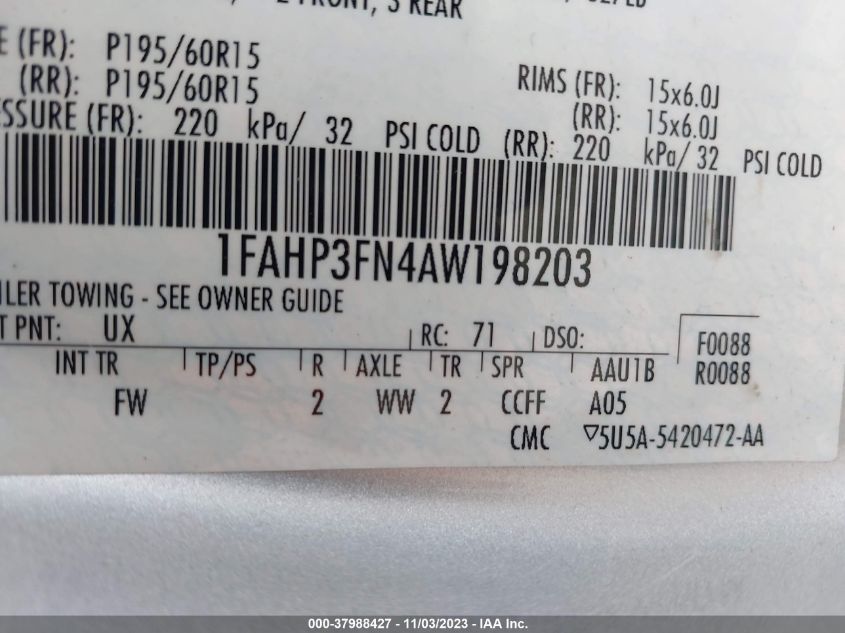 2 FRONT, 3 REAR
E (FR): P195/60R15
(RR): P195/60R15
RIMS (FR): 15x6.0J
(RR): 15x6.0J
SSURE (FR): 220 kPa/ 32 PSI COLD (RR): 220 kPa/ 32 PSI COLD
1FAHP3FN4AW198203
ILER TOWING - SEE OWNER GUIDE
T PNT: UX RC: 71 DSO: F0088
INT TR TP/PS R AXLE TR SPR AAU1B R0088
FW 2 WW 2 CCFF A05
CMC ▽5U5A-5420472-AA
000-37988427 - 11/03/2023 - IAA Inc.